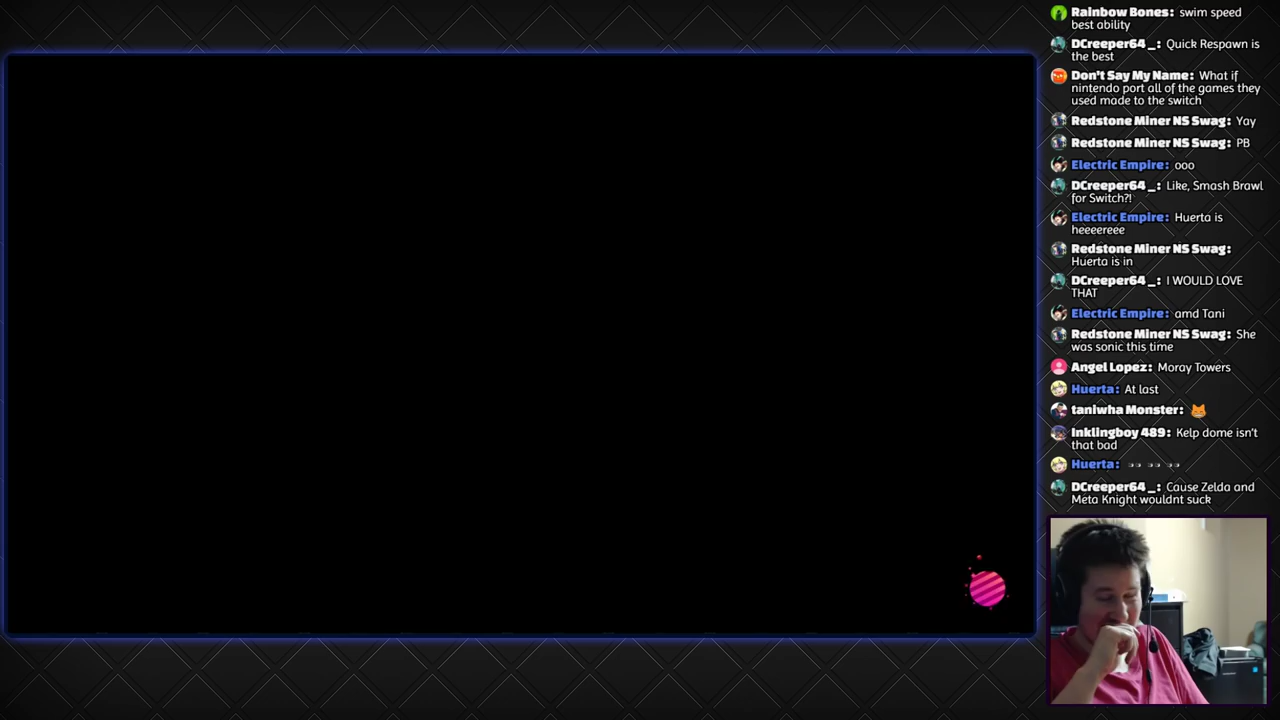 Rainbow Bones: swim speed
best ability
DCreeper64 _: Quick Respawn is
the best
Don't Say My Name: What if
nintendo port all of the games they
used made to the switch
Redstone Miner NS Swag: Yay
Redstone Miner NS Swag: PB
Electric Empire: ooo
DCreeper64 _: Like, Smash Brawl
for Switch?!
Electric Empire: Huerta is
heeeereee
Redstone Miner NS Swag:
Huerta is in
DCreeper64 _: I WOULD LOVE
THAT
Electric Empire: amd Tani
Redstone Miner NS Swag: She
was sonic this time
Angel Lopez: Moray Towers
Huerta: At last
taniwha Monster:
Inklingboy 489: Kelp dome isn't
that bad
Huerta:
DCreeper64 _: Cause Zelda and
Meta Knight wouldnt suck